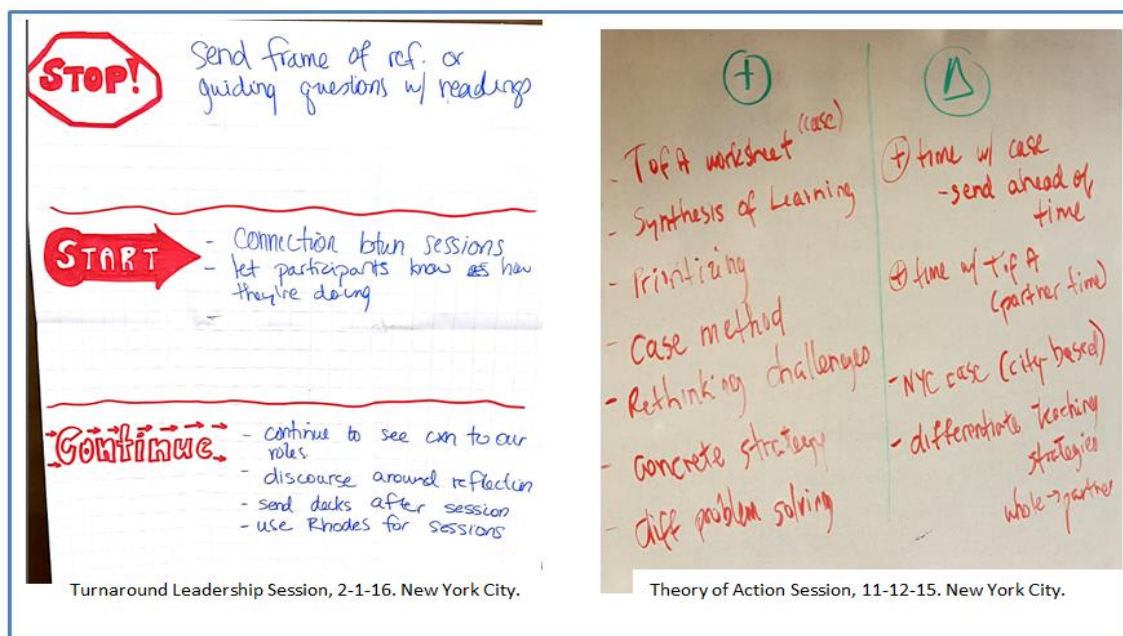 STOP!
Send frame of ref. or
guiding questions w/ readings
START
- Connection btwn sessions
- let participants know how
they're doing
-
Continue
- continue to see cxn to our
roles
- discourse around reflection
- send decks after session
- use Rhodes for sessions
Turnaround Leadership Session, 2-1-16. New York City.
+
- T of A worksheet (case)
- Synthesis of Learning
- Prioritizing
- Case method
- Rethinking challenges
- Concrete strategy
- diff problem solving
Δ
+ time w/ case
- send ahead of
time
+ time w/ T of A
(partner time)
- NYC case (city-based)
- differentiate teaching
strategies
whole → partner
Theory of Action Session, 11-12-15. New York City.